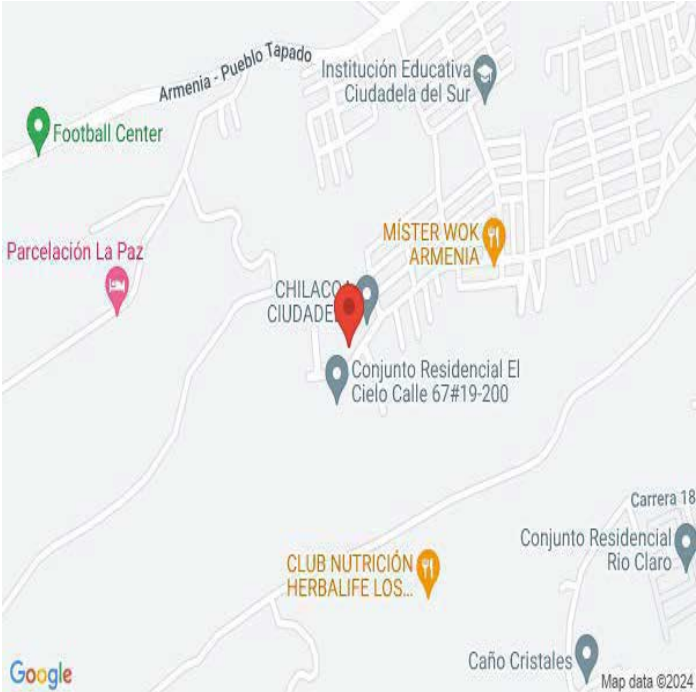 Armenia - Pueblo Tapado
Institución Educativa
Ciudadela del Sur
Football Center
MÍSTER WOK
ARMENIA
Parcelación La Paz
CHILACO
CIUDADE
Conjunto Residencial El
Cielo Calle 67#19-200
Carrera 18
Conjunto Residencial
Rio Claro
CLUB NUTRICIÓN
HERBALIFE LOS...
Caño Cristales
Google
Map data ©2024